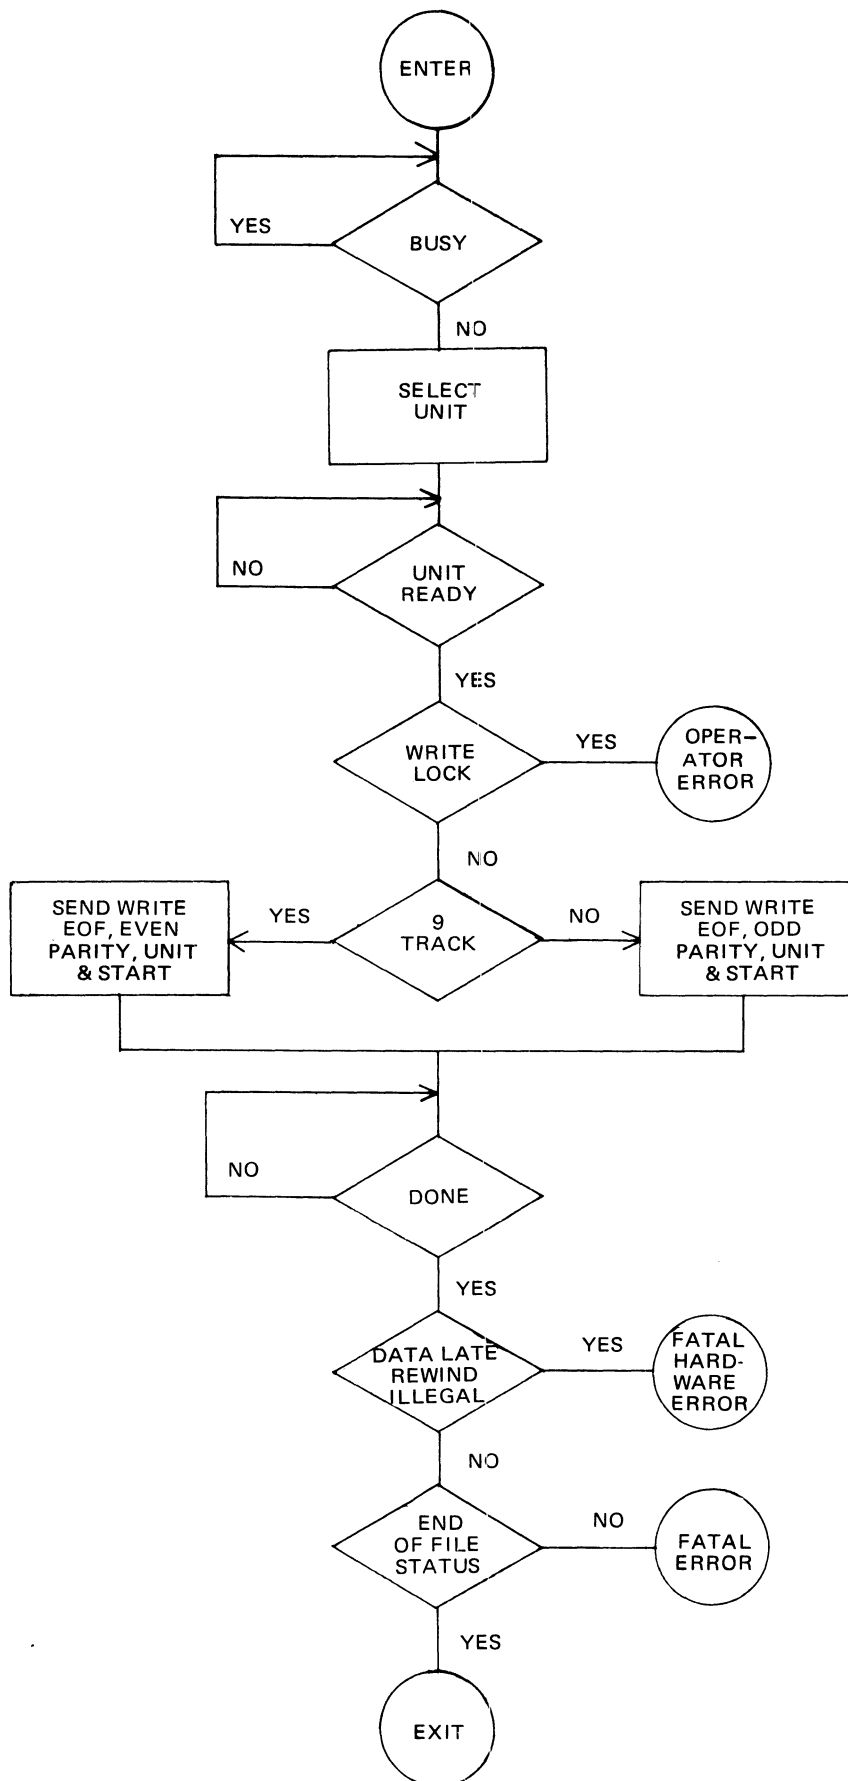 ENTER
YES
BUSY
NO
SELECT
UNIT
NO
UNIT
READY
YES
WRITE
LOCK
YES
OPER-
ATOR
ERROR
NO
SEND WRITE
EOF, EVEN
PARITY, UNIT
& START
YES
9
TRACK
NO
SEND WRITE
EOF, ODD
PARITY, UNIT
& START
NO
DONE
YES
DATA LATE
REWIND
ILLEGAL
YES
FATAL
HARD-
WARE
ERROR
NO
END
OF FILE
STATUS
NO
FATAL
ERROR
YES
EXIT